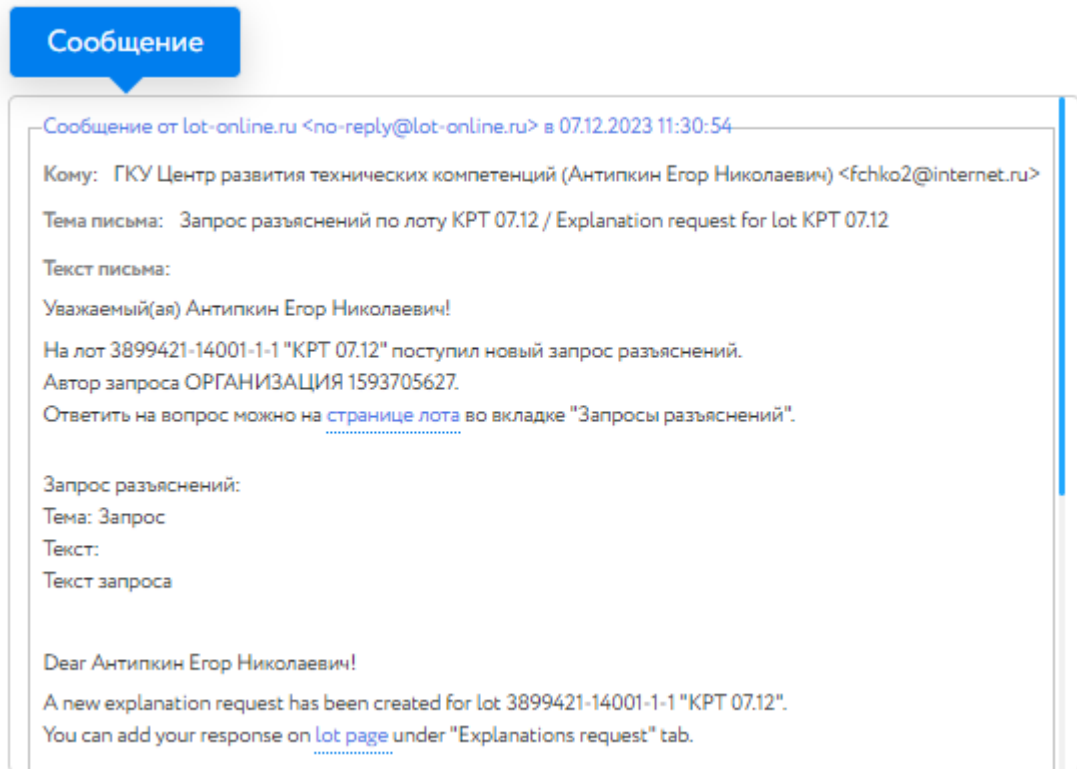 Сообщение
Сообщение от lot-online.ru <no-reply@lot-online.ru> в 07.12.2023 11:30:54
Кому: ГКУ Центр развития технических компетенций (Антипкин Егор Николаевич) <fchko2@internet.ru>
Тема письма: Запрос разъяснений по лоту КРТ 07.12 / Explanation request for lot КРТ 07.12
Текст письма:
Уважаемый(ая) Антипкин Егор Николаевич!
На лот 3899421-14001-1-1 "КРТ 07.12" поступил новый запрос разъяснений.
Автор запроса ОРГАНИЗАЦИЯ 1593705627.
Ответить на вопрос можно на странице лота во вкладке "Запросы разъяснений".
Запрос разъяснений:
Тема: Запрос
Текст:
Текст запроса
Dear Антипкин Егор Николаевич!
A new explanation request has been created for lot 3899421-14001-1-1 "КРТ 07.12".
You can add your response on lot page under "Explanations request" tab.